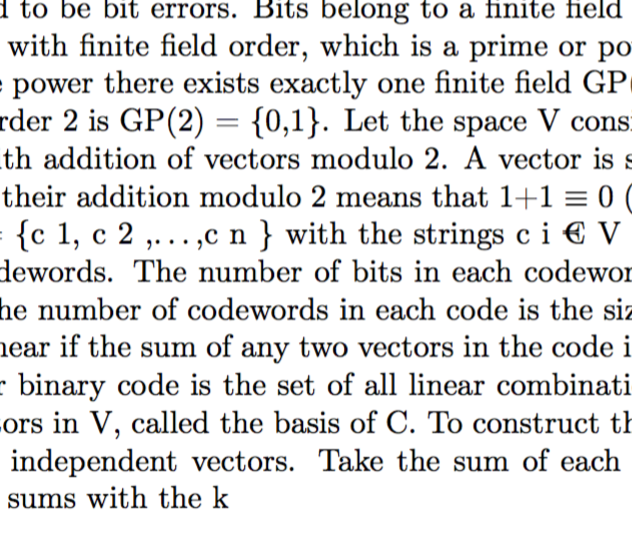 to be bit errors. Bits belong to a finite field
with finite field order, which is a prime or
power there exists exactly one finite field GP(
order 2 is GP(2) = {0,1}. Let the space V
th addition of vectors modulo 2. A vector is
their addition modulo 2 means that 1+1 ≡ 0 (
= {c 1, c 2 ,...,c n } with the strings c i € V
dewords. The number of bits in each codewor
he number of codewords in each code is the siz
near if the sum of any two vectors in the code i
r binary code is the set of all linear combinati
ors in V, called the basis of C. To construct th
independent vectors. Take the sum of each
sums with the k